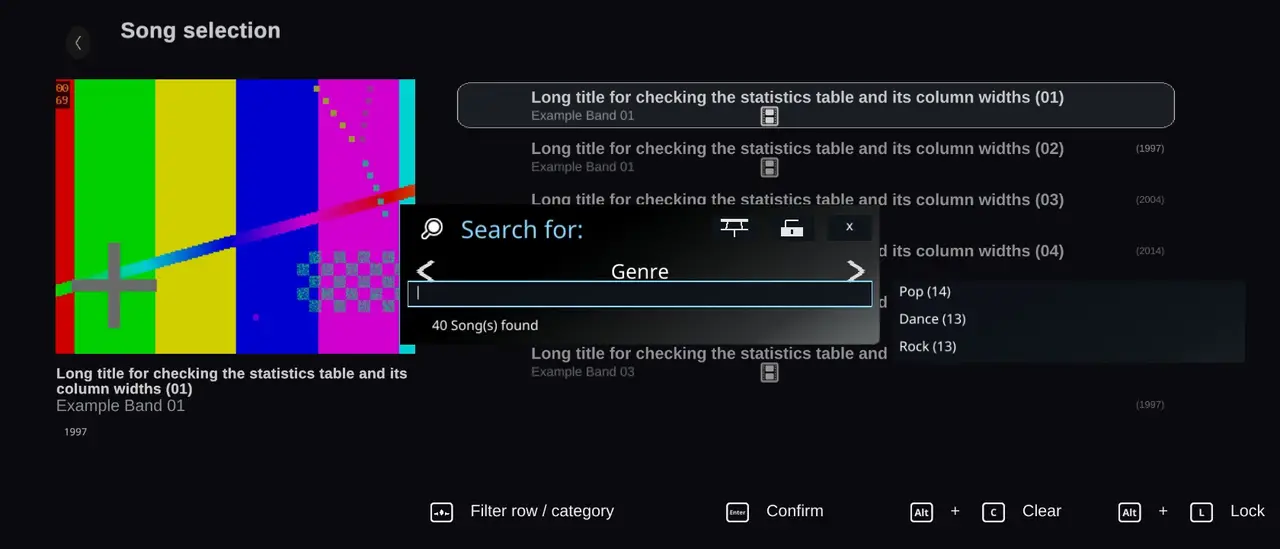 Song selection
00
69
Long title for checking the statistics table and its column widths (01)
Example Band 01
Long title for checking the statistics table and its column widths (02)
(1997)
Example Band 01
Long title for checking the statistics table and its column widths (03)
(2004)
Search for:
x
d its column widths (04)
(2014)
Genre
Pop (14)
d
Dance (13)
40 Song(s) found
Rock (13)
Long title for checking the statistics table and
Example Band 03
Long title for checking the statistics table and its
column widths (01)
Example Band 01
(1997)
1997
Filter row / category
Enter
Confirm
Alt + C Clear
Alt + L Lock